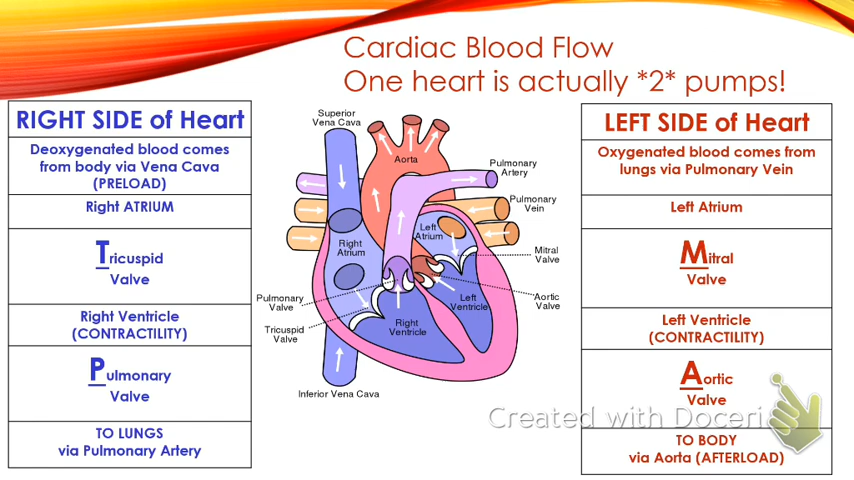 Cardiac Blood Flow
One heart is actually *2* pumps!
RIGHT SIDE of Heart
Deoxygenated blood comes
from body via Vena Cava
(PRELOAD)
Right ATRIUM
Tricuspid
Valve
Right Ventricle
(CONTRACTILITY)
Pulmonary
Valve
TO LUNGS
via Pulmonary Artery
Superior
Vena Cava
Aorta
Pulmonary
Artery
Pulmonary
Vein
Left
Atrium
Right
Atrium
Mitral
Valve
Pulmonary
Valve
Aortic
Valve
Left
Ventricle
Right
Ventricle
Tricuspid
Valve
Inferior Vena Cava
LEFT SIDE of Heart
Oxygenated blood comes from
lungs via Pulmonary Vein
Left Atrium
Mitral
Valve
Left Ventricle
(CONTRACTILITY)
Aortic
Valve
TO BODY
via Aorta (AFTERLOAD)
Created with Doceri